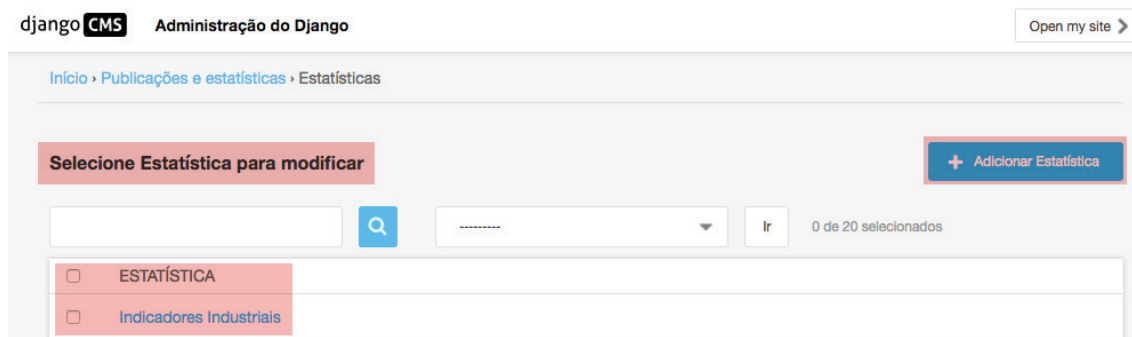 django CMS Administração do Django Open my site
Início › Publicações e estatísticas › Estatísticas
Selecione Estatística para modificar + Adicionar Estatística
--------- Ir 0 de 20 selecionados
ESTATÍSTICA
Indicadores Industriais